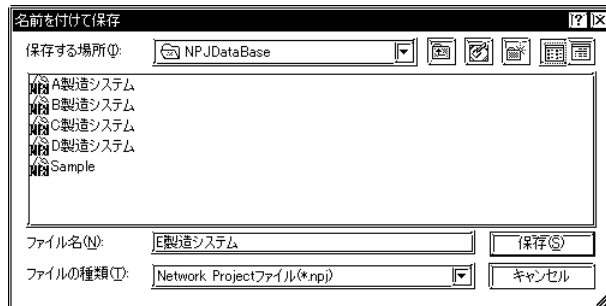 名前を付けて保存
保存する場所(I):
NPJDataBase
A製造システム
B製造システム
C製造システム
D製造システム
Sample
ファイル名(N):
E製造システム
保存(S)
ファイルの種類(T):
Network Projectファイル(*.npj)
キャンセル